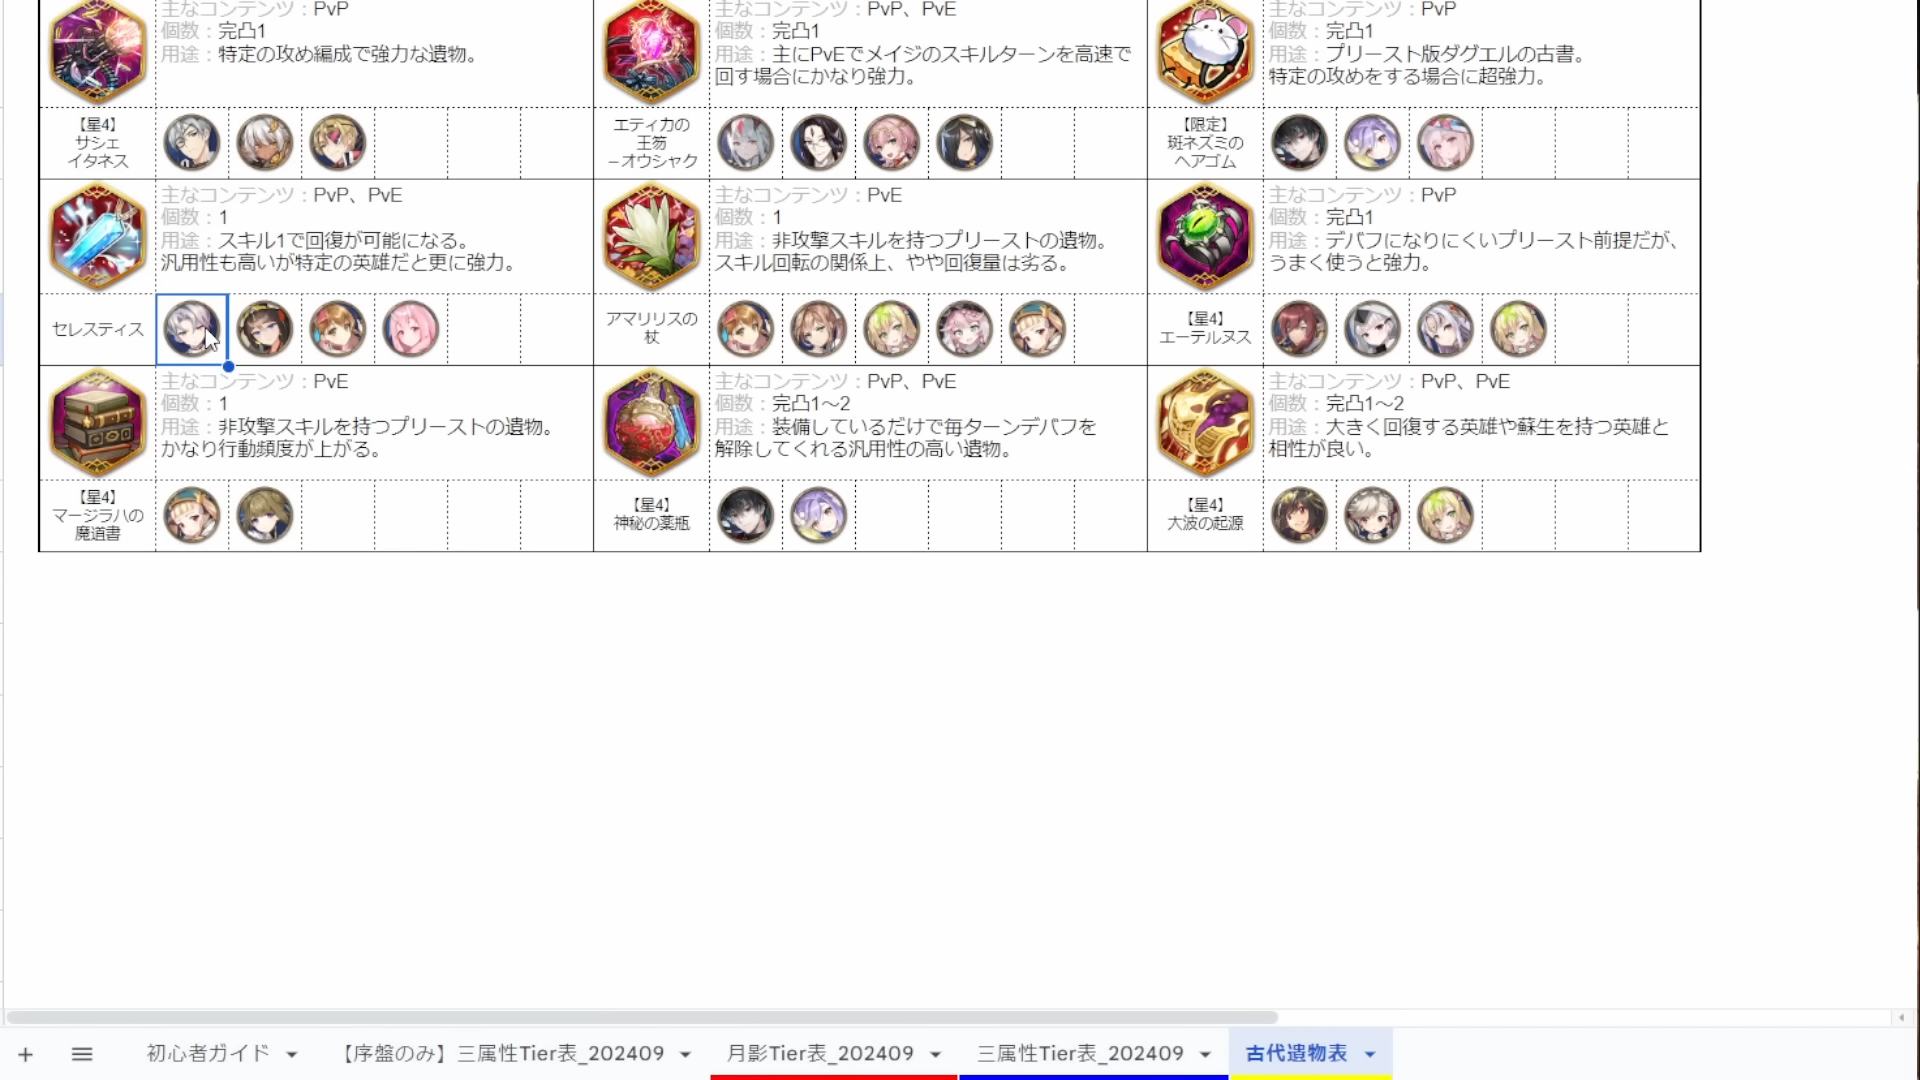 主なコンテンツ：PvP
個数：完凸1
用途：特定の攻め編成で強力な遺物。
主なコンテンツ：PvP、PvE
個数：完凸1
用途：主にPvEでメイジのスキルターンを高速で
回す場合にかなり強力。
主なコンテンツ：PvP
個数：完凸1
用途：プリースト版ダグエルの古書。
特定の攻めをする場合に超強力。
【星4】
サシェ
イタネス
エティカの
王笏
－オウシャク
【限定】
斑ネズミの
ヘアゴム
主なコンテンツ：PvP、PvE
個数：1
用途：スキル1で回復が可能になる。
汎用性も高いが特定の英雄だと更に強力。
主なコンテンツ：PvE
個数：1
用途：非攻撃スキルを持つプリーストの遺物。
スキル回転の関係上、やや回復量は劣る。
主なコンテンツ：PvP
個数：完凸1
用途：デバフになりにくいプリースト前提だが、
うまく使うと強力。
セレスティス
アマリリスの
杖
【星4】
エーテルヌス
主なコンテンツ：PvE
個数：1
用途：非攻撃スキルを持つプリーストの遺物。
かなり行動頻度が上がる。
主なコンテンツ：PvP、PvE
個数：完凸1～2
用途：装備しているだけで毎ターンデバフを
解除してくれる汎用性の高い遺物。
主なコンテンツ：PvP、PvE
個数：完凸1～2
用途：大きく回復する英雄や蘇生を持つ英雄と
相性が良い。
【星4】
マージラハの
魔道書
【星4】
神秘の薬瓶
【星4】
大波の起源
初心者ガイド
【序盤のみ】三属性Tier表_202409
月影Tier表_202409
三属性Tier表_202409
古代遺物表